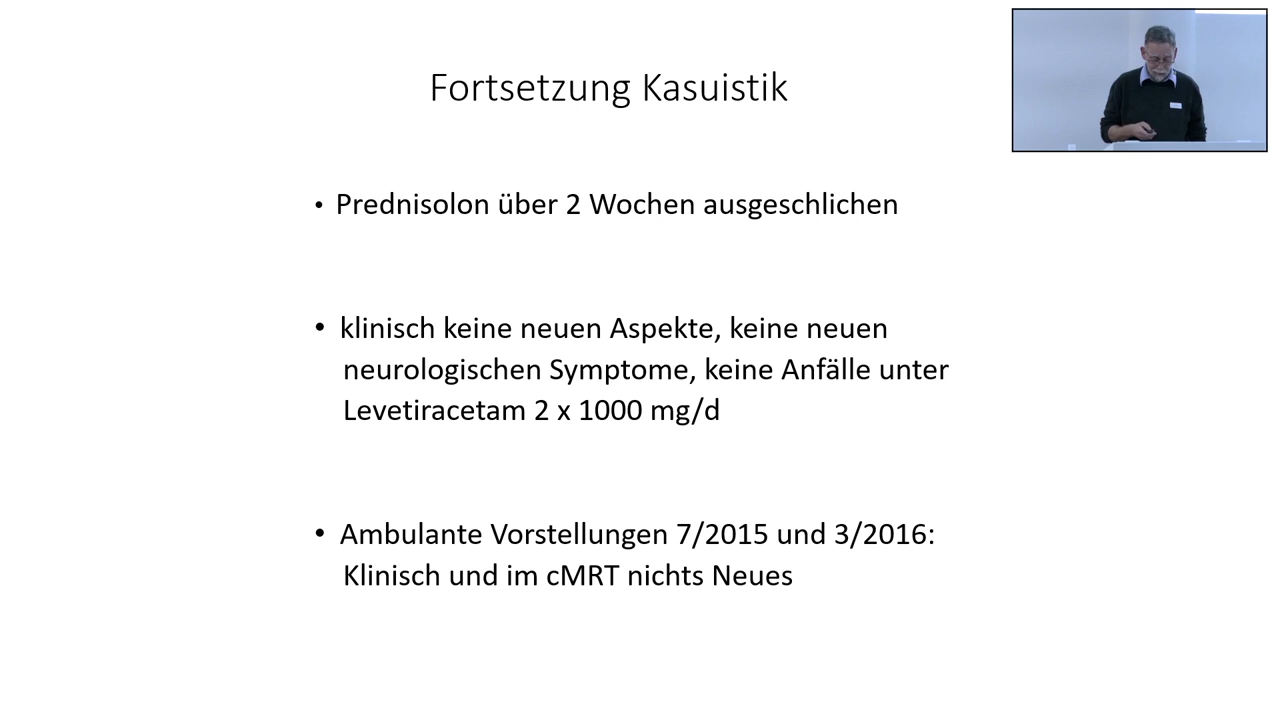 Fortsetzung Kasuistik
• Prednisolon über 2 Wochen ausgeschlichen
• klinisch keine neuen Aspekte, keine neuen
neurologischen Symptome, keine Anfälle unter
Levetiracetam 2 x 1000 mg/d
• Ambulante Vorstellungen 7/2015 und 3/2016:
Klinisch und im cMRT nichts Neues